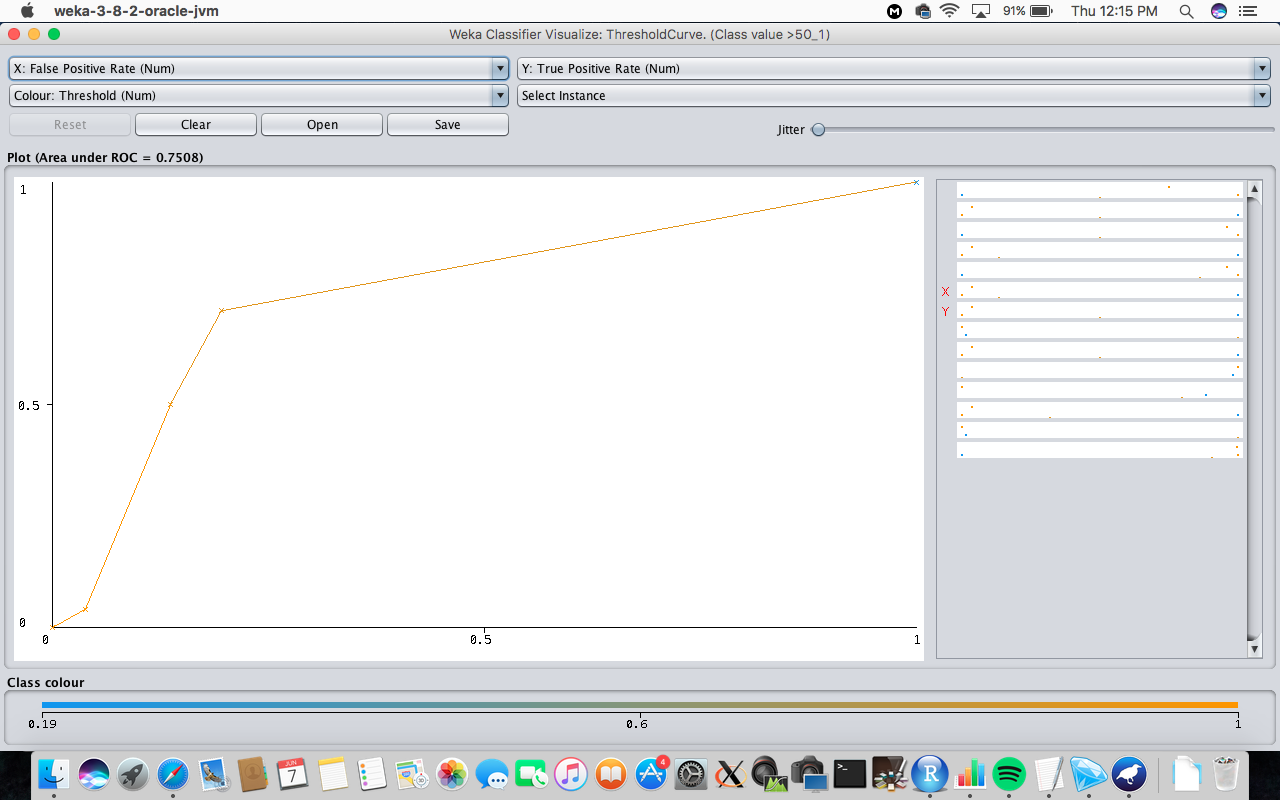 weka-3-8-2-oracle-jvm 91% Thu 12:15 PM
Weka Classifier Visualize: ThresholdCurve. (Class value >50_1)
X: False Positive Rate (Num) Y: True Positive Rate (Num)
Colour: Threshold (Num) Select Instance
Reset Clear Open Save Jitter
Plot (Area under ROC = 0.7508)
1
X
Y
0.5
0
0 0.5 1
Class colour
0.19 0.6 1
JUN
7
4
R